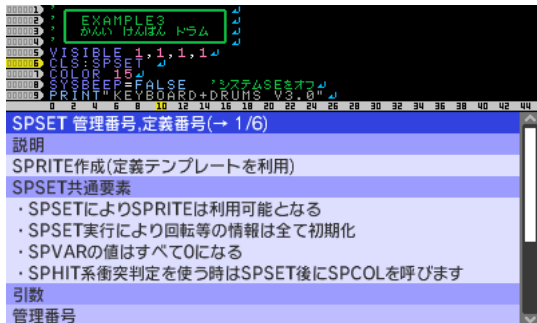 00001 '
00002 '  EXAMPLE3
00003 '  かんい けんばん ドラム
00004 '
00005 VISIBLE 1,1,1,1
00006 CLS:SPSET
00007 COLOR 15
00008 SYSBEEP=FALSE 'システムSEをオフ
00009 PRINT"KEYBOARD+DRUMS V3.0"
0 2 4 6 8 10 12 14 16 18 20 22 24 26 28 30 32 34 36 38 40 42 44
SPSET 管理番号,定義番号(→ 1/6)
説明
SPRITE作成(定義テンプレートを利用)
SPSET共通要素
・SPSETによりSPRITEは利用可能となる
・SPSET実行により回転等の情報は全て初期化
・SPVARの値はすべて0になる
・SPHIT系衝突判定を使う時はSPSET後にSPCOLを呼びます
引数
管理番号